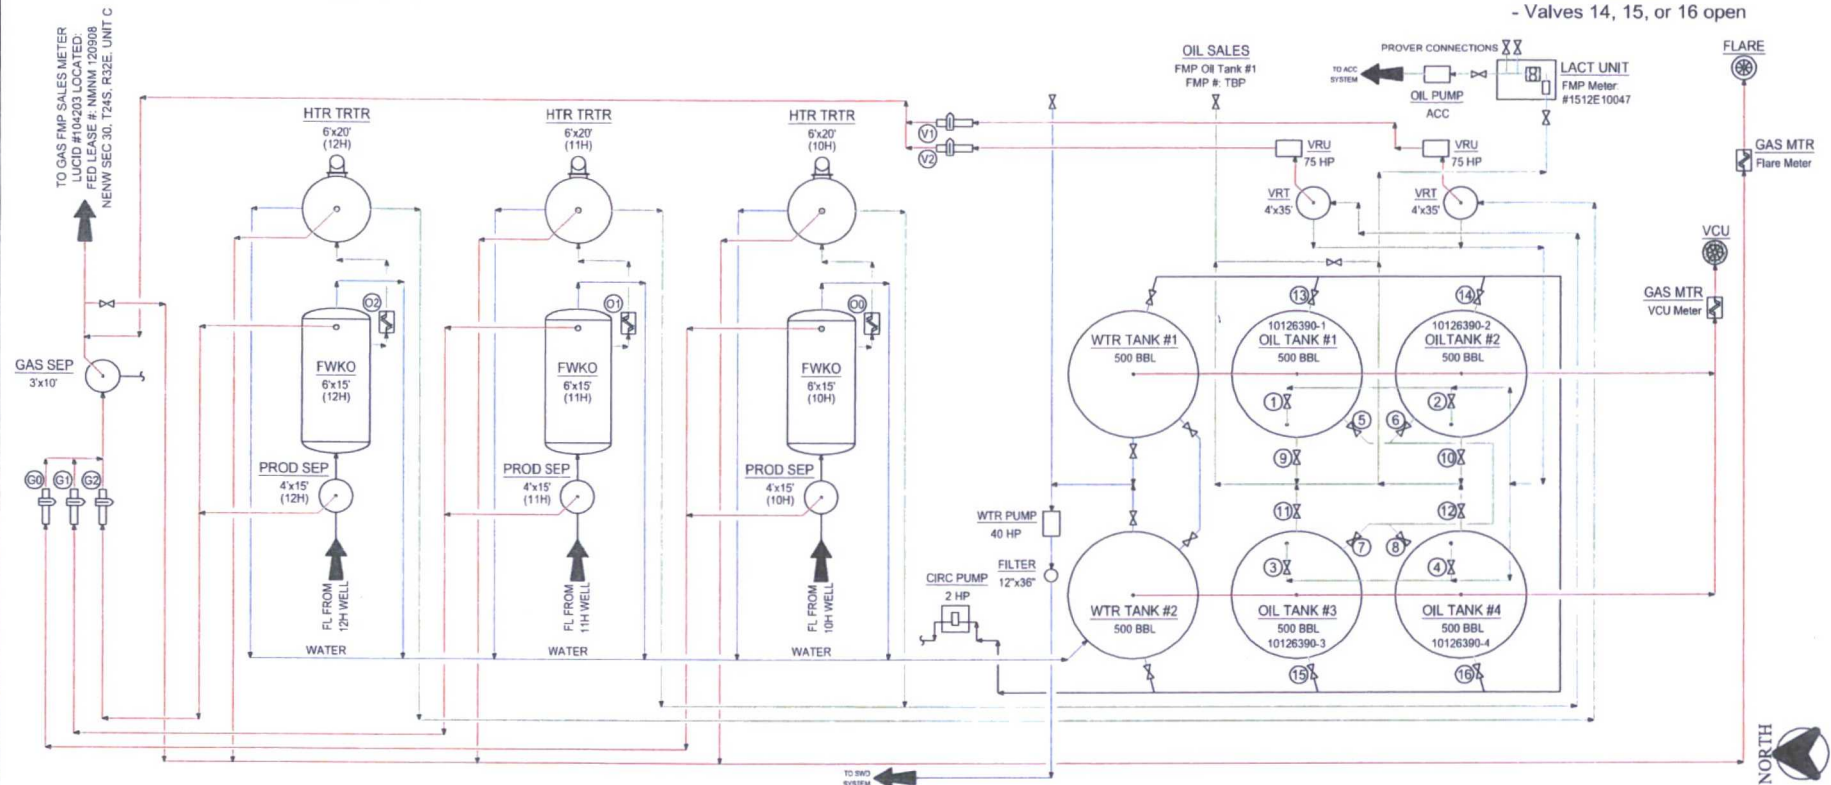 - Valves 14, 15, or 16 open
TO GAS FMP SALES METER
LUCID #104203 LOCATED:
FED LEASE #: NMNM 120908
NENW SEC 30, T24S, R32E. UNIT C
HTR TRTR
6'x20'
(12H)
HTR TRTR
6'x20'
(11H)
HTR TRTR
6'x20'
(10H)
V1
V2
OIL SALES
FMP Oil Tank #1
FMP #: TBP
PROVER CONNECTIONS
TO ACC
SYSTEM
OIL PUMP
ACC
LACT UNIT
FMP Meter:
#1512E10047
FLARE
GAS MTR
Flare Meter
VRU
75 HP
VRU
75 HP
VRT
4'x35'
VRT
4'x35'
VCU
GAS MTR
VCU Meter
GAS SEP
3'x10'
O2
O1
O0
FWKO
6'x15'
(12H)
FWKO
6'x15'
(11H)
FWKO
6'x15'
(10H)
13
14
WTR TANK #1
500 BBL
10126390-1
OIL TANK #1
500 BBL
10126390-2
OIL TANK #2
500 BBL
1
2
5
6
9
10
G0
G1
G2
PROD SEP
4'x15'
(12H)
PROD SEP
4'x15'
(11H)
PROD SEP
4'x15'
(10H)
FL FROM
12H WELL
FL FROM
11H WELL
FL FROM
10H WELL
WTR PUMP
40 HP
FILTER
12"x36"
CIRC PUMP
2 HP
11
12
7
8
3
4
WTR TANK #2
500 BBL
OIL TANK #3
500 BBL
10126390-3
OIL TANK #4
500 BBL
10126390-4
WATER
WATER
WATER
15
16
TO SWD
SYSTEM
NORTH